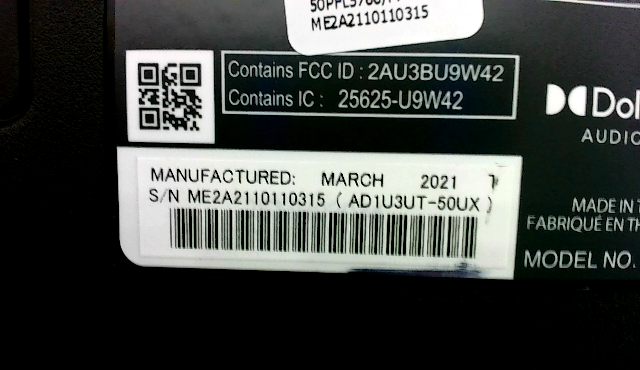 ME2A2110110315
Contains FCC ID : 2AU3BU9W42
Contains IC : 25625-U9W42
AUDIO
MANUFACTURED: MARCH 2021
S/N ME2A2110110315 ( AD1U3UT-50UX )
MADE IN
FABRIQUÉ EN
MODEL NO.